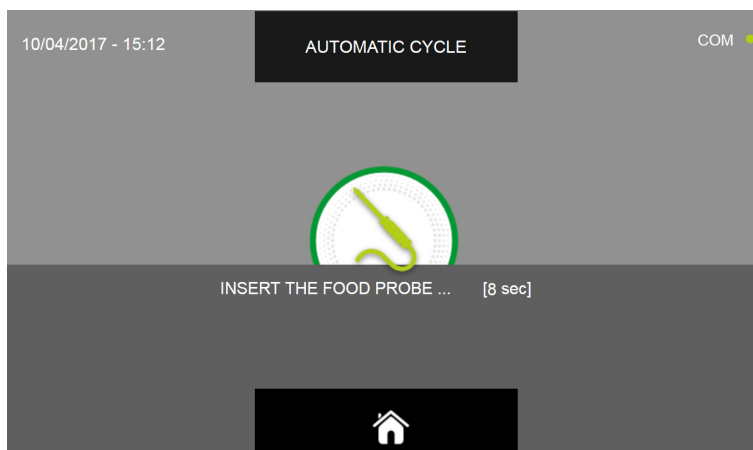 10/04/2017 - 15:12
AUTOMATIC CYCLE
COM
INSERT THE FOOD PROBE ... [8 sec]